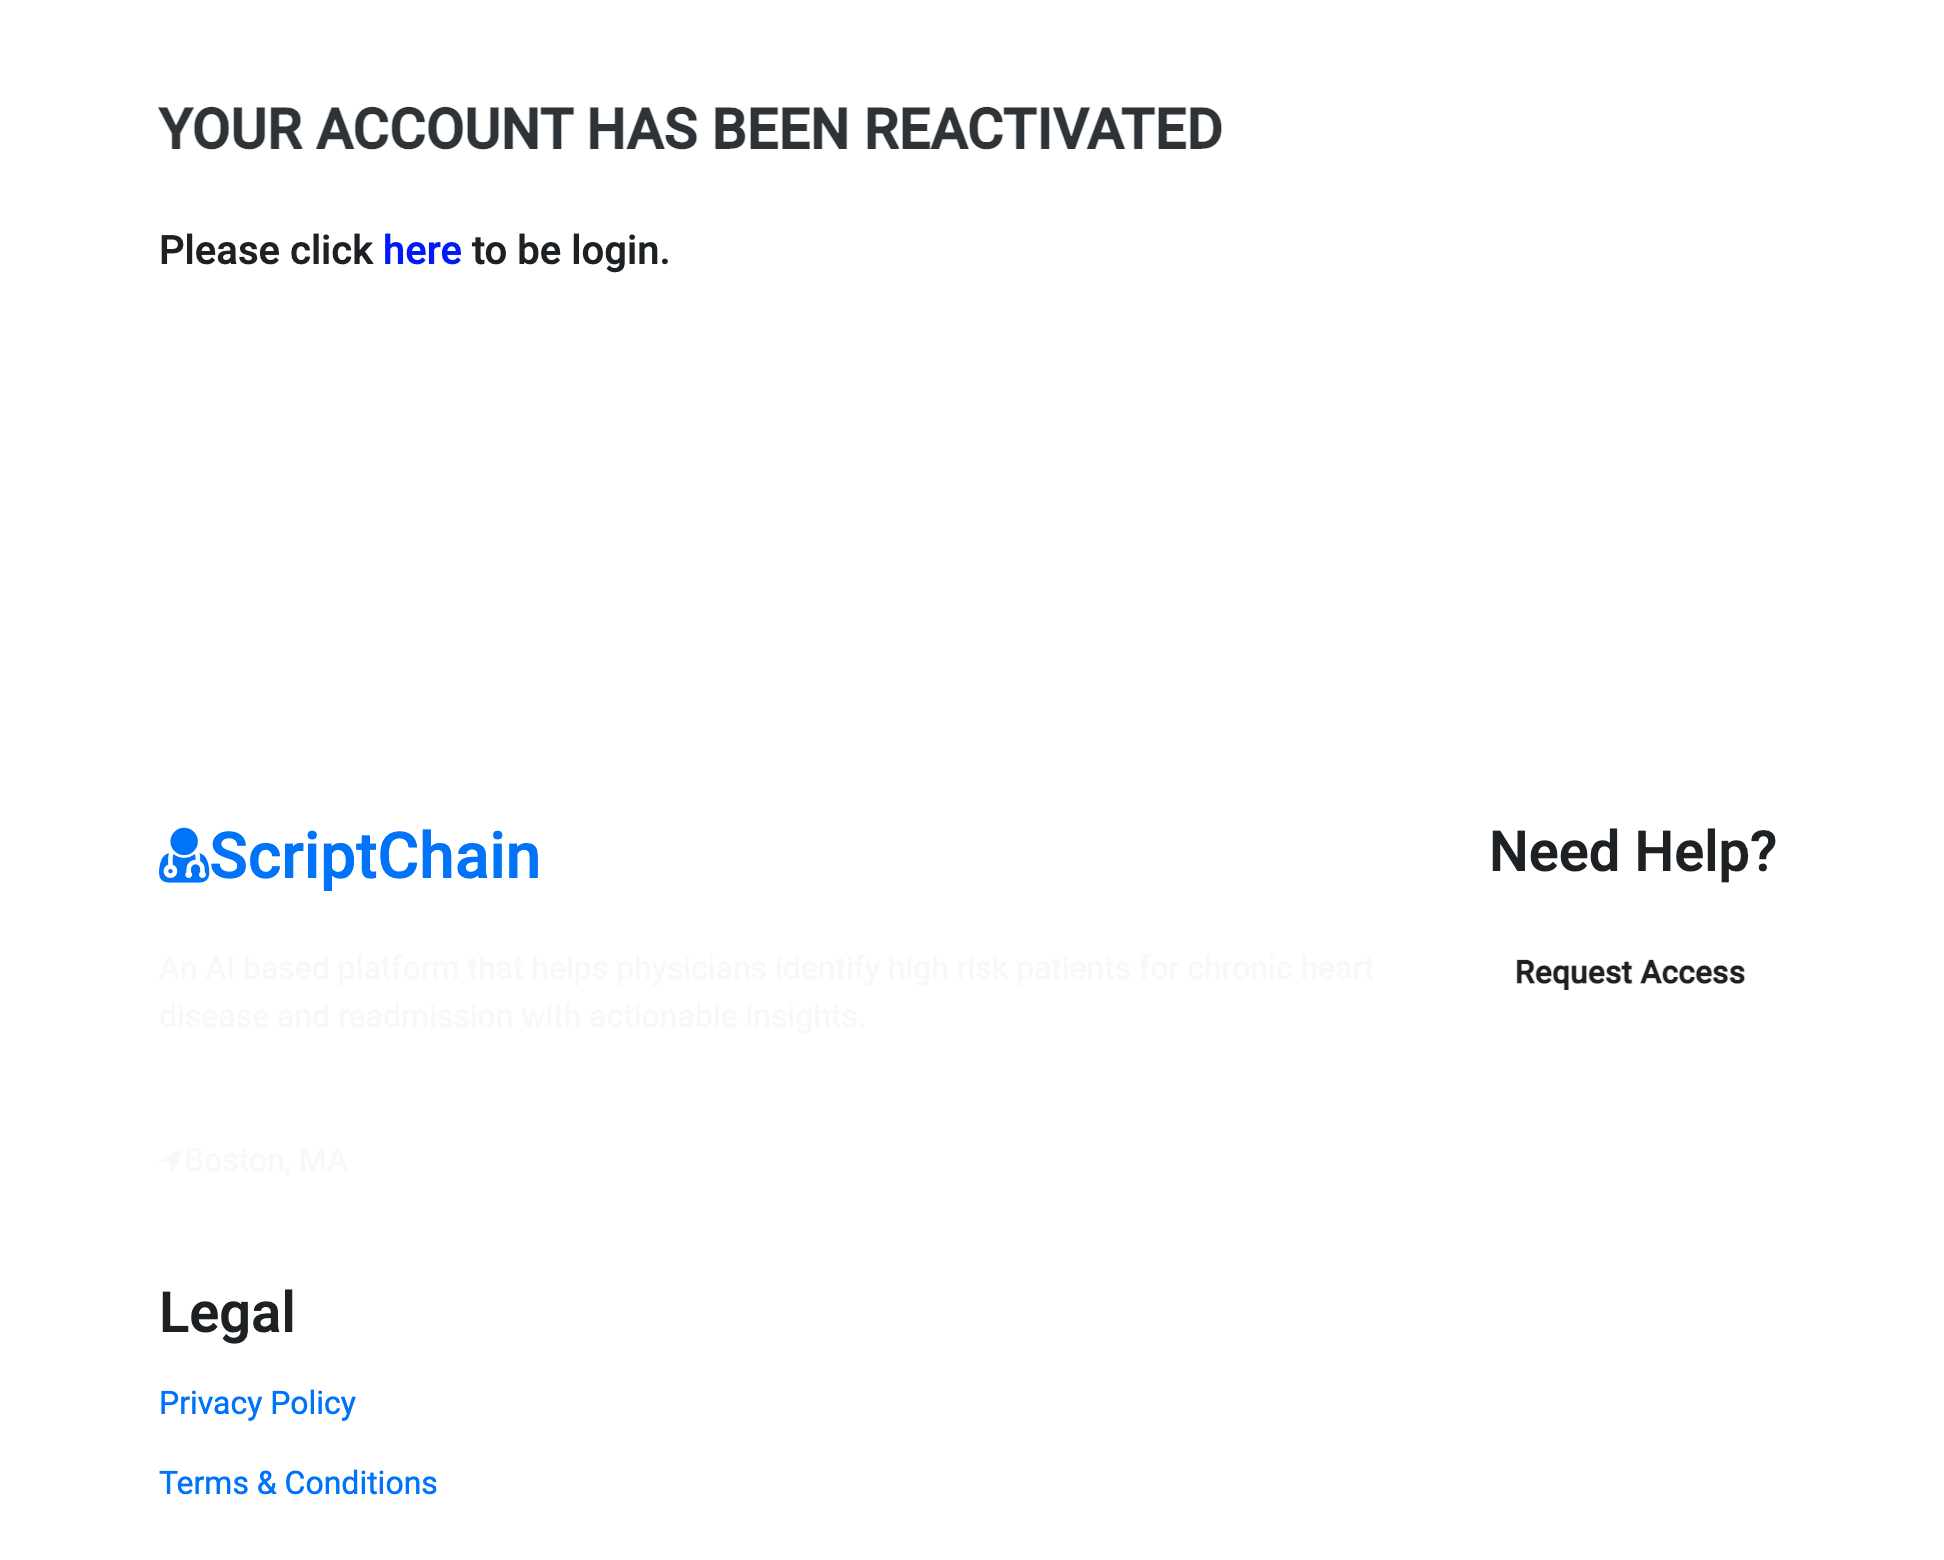 YOUR ACCOUNT HAS BEEN REACTIVATED
Please click here to be login.
ScriptChain
An AI based platform that helps physicians identify high risk patients for chronic heart
disease and readmission with actionable insights.
Boston, MA
Need Help?
Request Access
Legal
Privacy Policy
Terms & Conditions